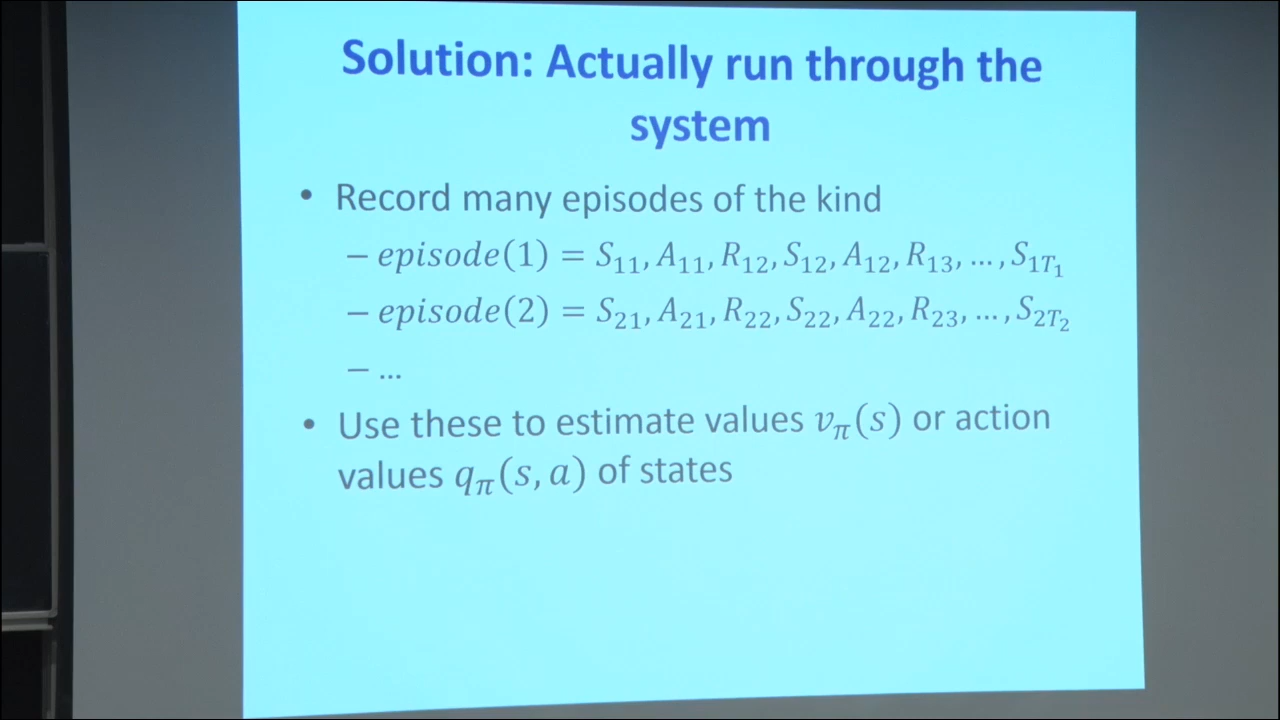 Solution: Actually run through the
system
• Record many episodes of the kind
– episode(1) = S₁₁, A₁₁, R₁₂, S₁₂, A₁₂, R₁₃, … , S₁T₁
– episode(2) = S₂₁, A₂₁, R₂₂, S₂₂, A₂₂, R₂₃, … , S₂T₂
– …
• Use these to estimate values vπ(s) or action
values qπ(s, a) of states